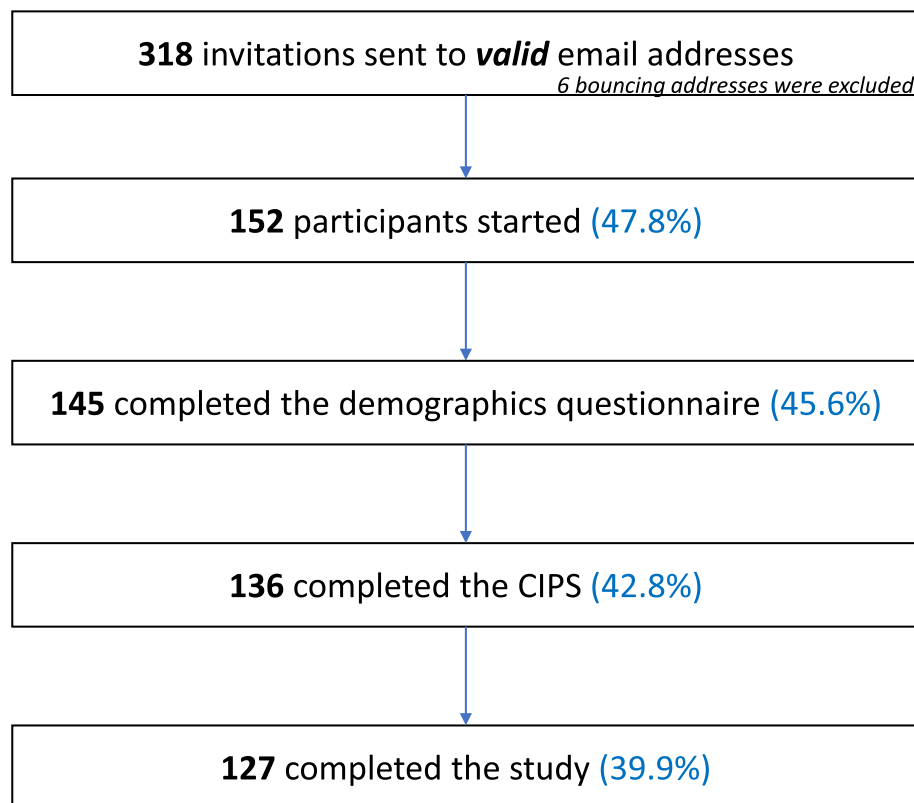 318 invitations sent to valid email addresses
6 bouncing addresses were excluded
152 participants started (47.8%)
145 completed the demographics questionnaire (45.6%)
136 completed the CIPS (42.8%)
127 completed the study (39.9%)